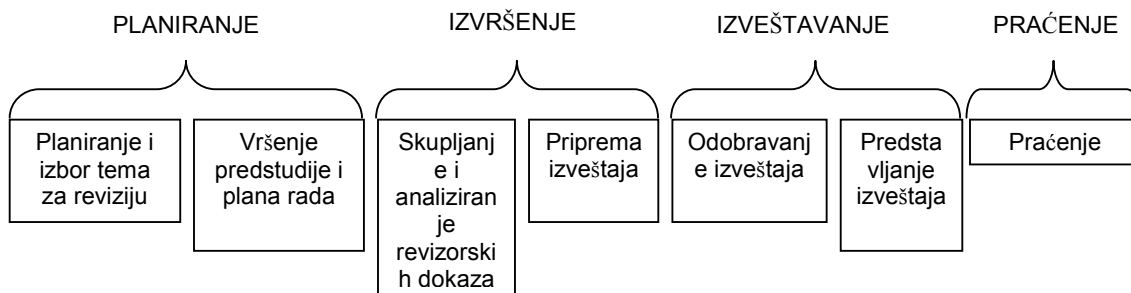 PLANIRANJE
IZVRŠENJE
IZVEŠTAVANJE
PRAĆENJE
Planiranje i
izbor tema
za reviziju
Vršenje
predstudije i
plana rada
Skupljanj
e i
analiziran
je
revizorski
h dokaza
Priprema
izveštaja
Odobravanj
e izveštaja
Predsta
vljanje
izveštaja
Praćenje